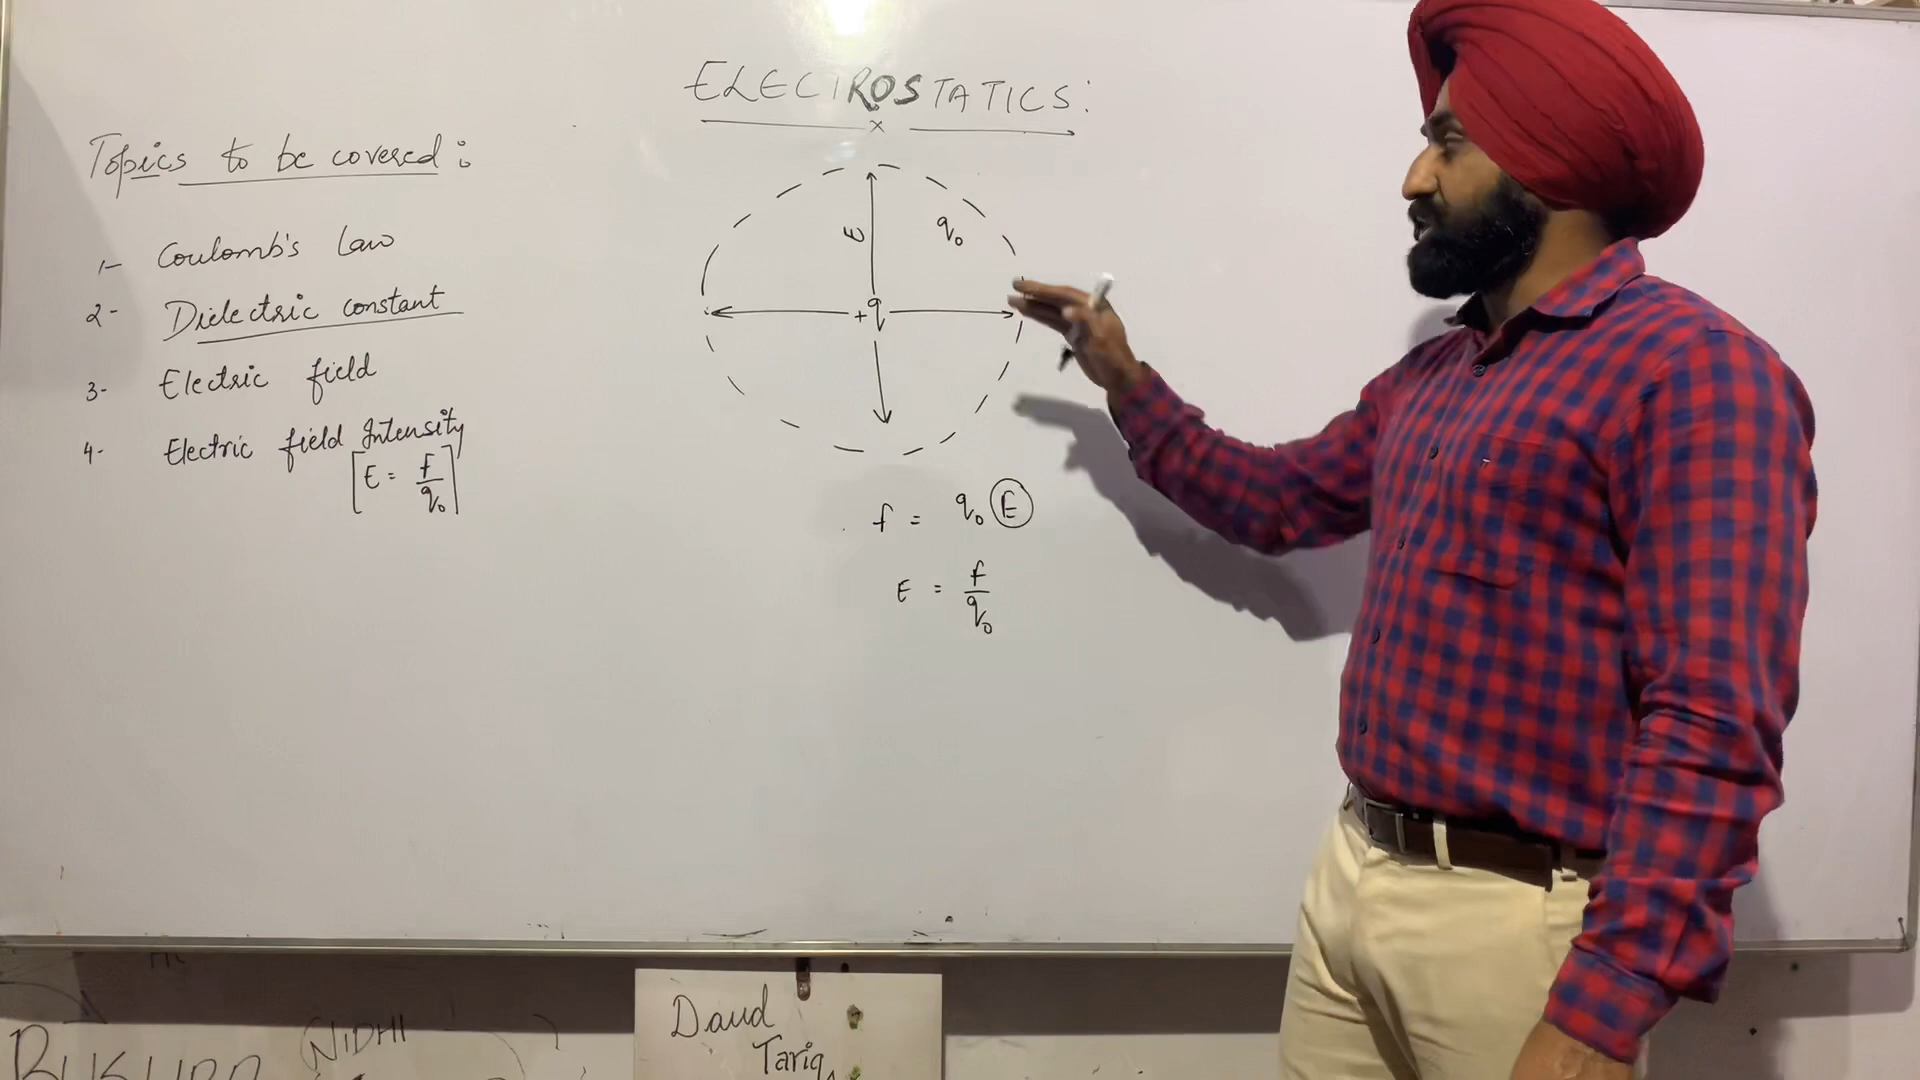 ELECTROSTATICS:
x
Topics to be covered:
1- Coulomb's Law
2- Dielectric constant
3- Electric field
4- Electric field Intensity
[E = f/q₀]
E
q₀
+q
f = q₀ E
E = f/q₀
NIDHI
Daud
Tariq